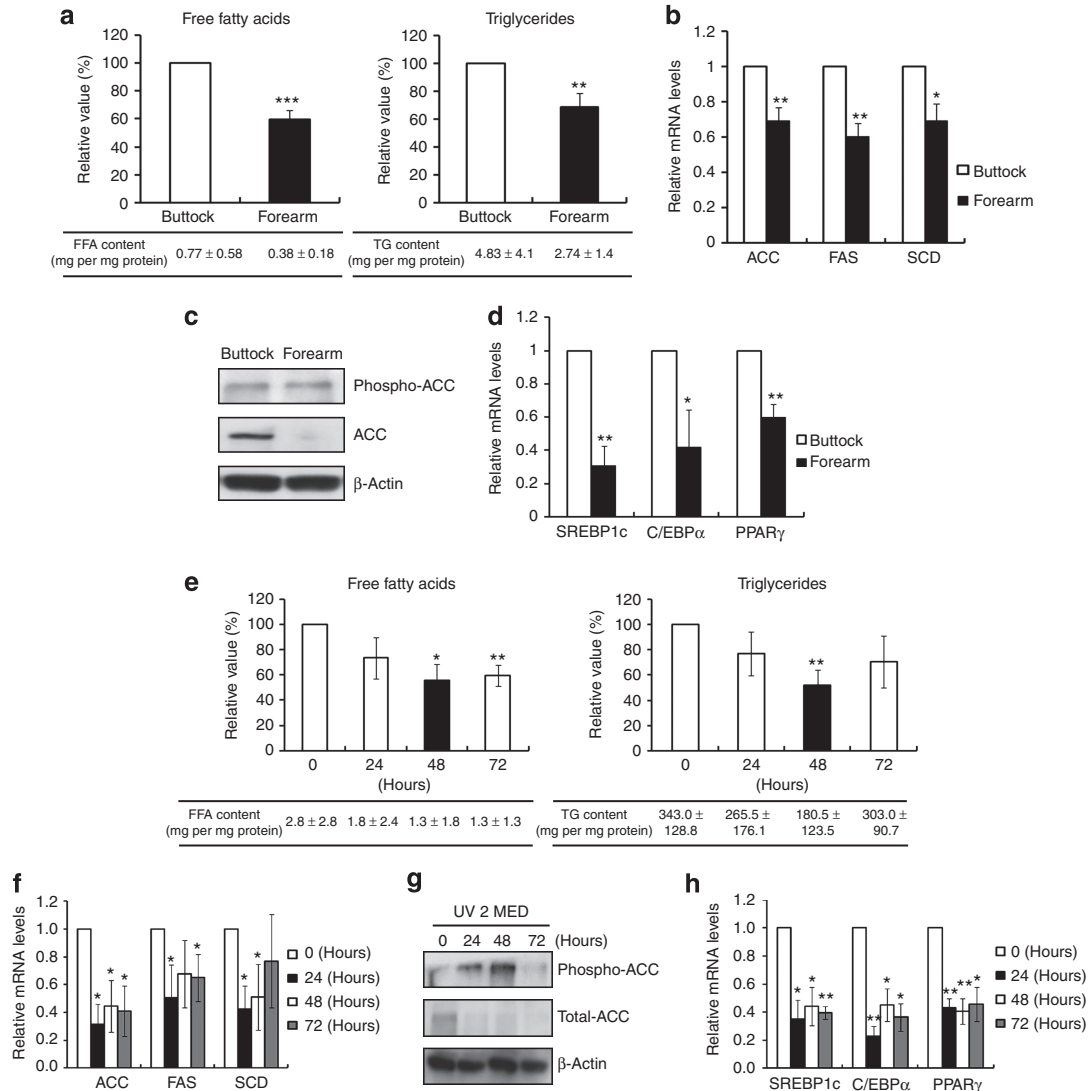 a
Free fatty acids
Relative value (%)
120
100
80
60
40
20
0
***
Buttock Forearm
FFA content
(mg per mg protein)
0.77 ± 0.58 0.38 ± 0.18
Triglycerides
Relative value (%)
120
100
80
60
40
20
0
**
Buttock Forearm
TG content
(mg per mg protein)
4.83 ± 4.1 2.74 ± 1.4
b
Relative mRNA levels
1.2
1
0.8
0.6
0.4
0.2
0
** ** *
ACC FAS SCD
Buttock
Forearm
c
Buttock Forearm
Phospho-ACC
ACC
β-Actin
d
Relative mRNA levels
1.2
1
0.8
0.6
0.4
0.2
0
** * **
SREBP1c C/EBPα PPARγ
Buttock
Forearm
e
Free fatty acids
Relative value (%)
120
100
80
60
40
20
0
* **
0 24 48 72
(Hours)
FFA content
(mg per mg protein)
2.8 ± 2.8 1.8 ± 2.4 1.3 ± 1.8 1.3 ± 1.3
Triglycerides
Relative value (%)
120
100
80
60
40
20
0
**
0 24 48 72
(Hours)
TG content
(mg per mg protein)
343.0 ± 265.5 ± 180.5 ± 303.0 ±
128.8 176.1 123.5 90.7
f
Relative mRNA levels
1.2
1.0
0.8
0.6
0.4
0.2
0.0
* * * * * * *
ACC FAS SCD
0 (Hours)
24 (Hours)
48 (Hours)
72 (Hours)
g
UV 2 MED
0 24 48 72 (Hours)
Phospho-ACC
Total-ACC
β-Actin
h
Relative mRNA levels
1.2
1.0
0.8
0.6
0.4
0.2
0.0
* * ** ** * * ** ** *
SREBP1c C/EBPα PPARγ
0 (Hours)
24 (Hours)
48 (Hours)
72 (Hours)